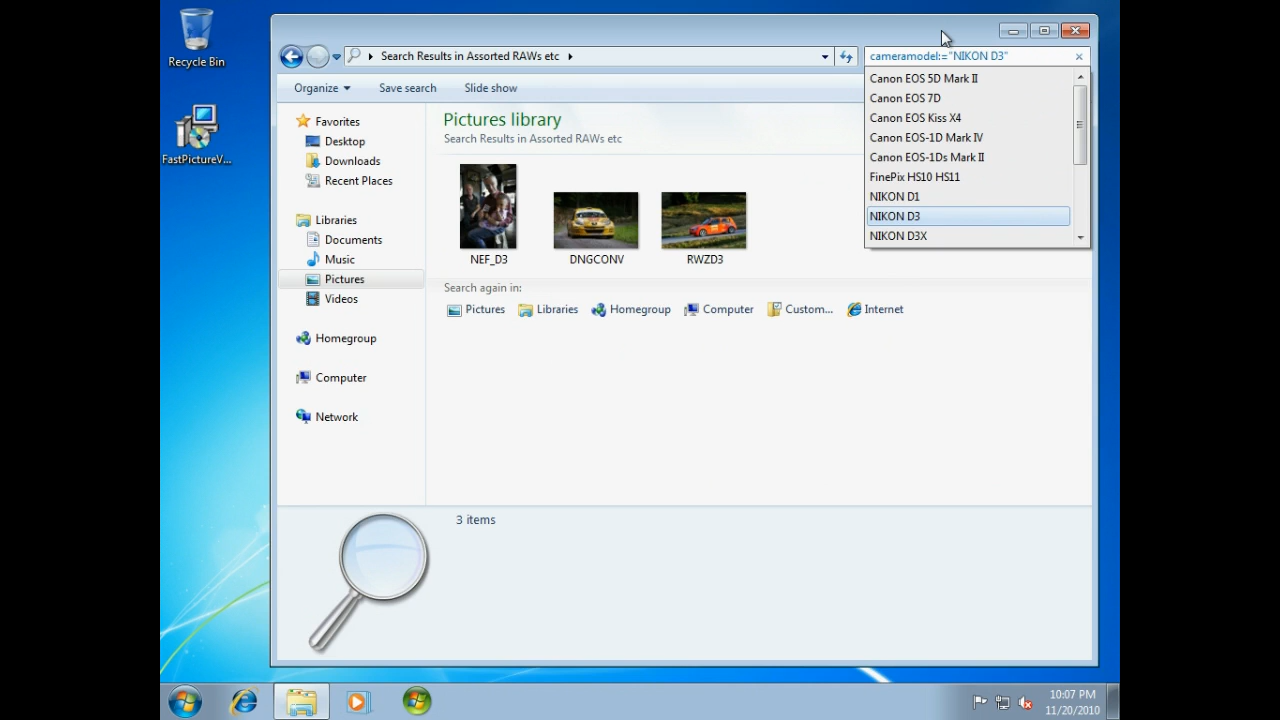 Recycle Bin
FastPictureV...
Search Results in Assorted RAWs etc
cameramodel:="NIKON D3"
Organize
Save search
Slide show
Canon EOS 5D Mark II
Canon EOS 7D
Canon EOS Kiss X4
Canon EOS-1D Mark IV
Canon EOS-1Ds Mark II
FinePix HS10 HS11
NIKON D1
NIKON D3
NIKON D3X
Favorites
Desktop
Downloads
Recent Places
Libraries
Documents
Music
Pictures
Videos
Homegroup
Computer
Network
Pictures library
Search Results in Assorted RAWs etc
NEF_D3
DNGCONV
RWZD3
Search again in:
Pictures
Libraries
Homegroup
Computer
Custom...
Internet
3 items
10:07 PM
11/20/2010